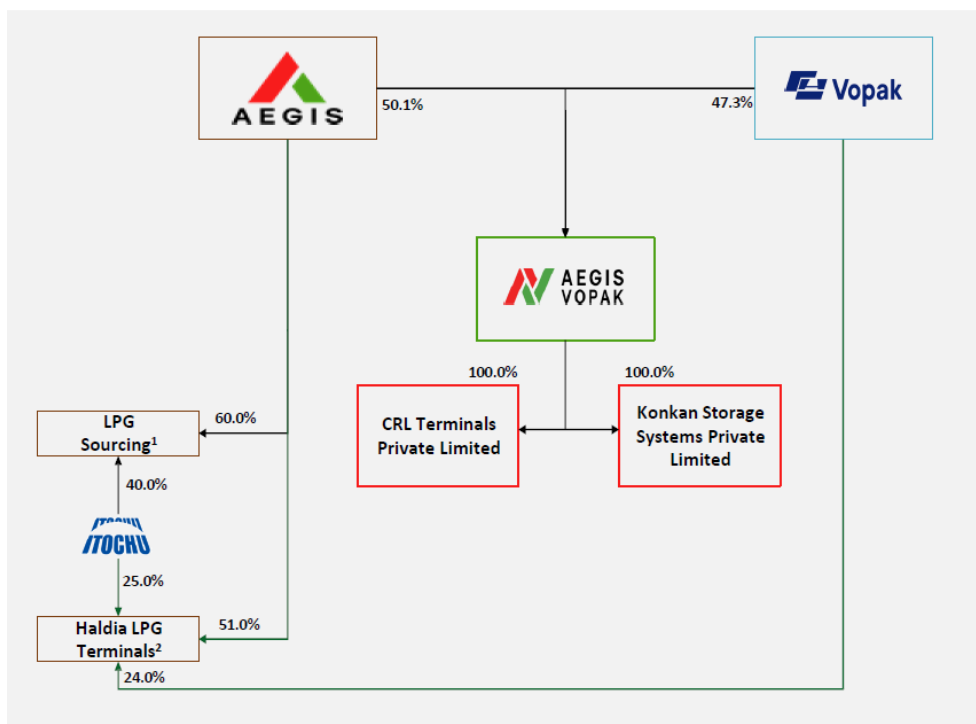 AEGIS
50.1%
47.3%
Vopak
AEGIS
VOPAK
100.0%
100.0%
CRL Terminals
Private Limited
Konkan Storage
Systems Private
Limited
LPG
Sourcing¹
60.0%
40.0%
ITOCHU
ITOCHU
25.0%
Haldia LPG
Terminals²
51.0%
24.0%